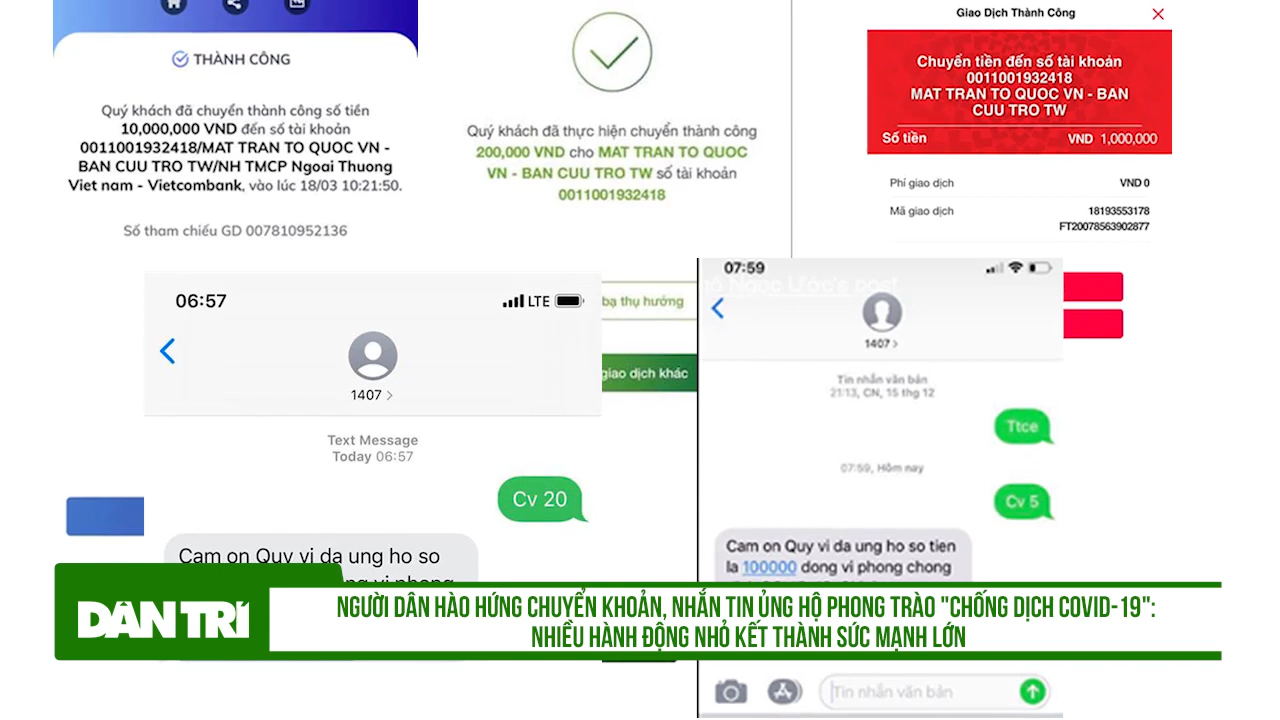 THÀNH CÔNG
Quý khách đã chuyển thành công số tiền
10,000,000 VND đến số tài khoản
0011001932418/MAT TRAN TO QUOC VN -
BAN CUU TRO TW/NH TMCP Ngoai Thuong
Viet nam - Vietcombank, vào lúc 18/03 10:21:50.
Số tham chiếu GD 007810952136
Quý khách đã thực hiện chuyển thành công
200,000 VND cho MAT TRAN TO QUOC
VN - BAN CUU TRO TW số tài khoản
0011001932418
bạ thụ hưởng
giao dịch khác
Giao Dịch Thành Công
Chuyển tiền đến số tài khoản
0011001932418
MAT TRAN TO QUOC VN - BAN
CUU TRO TW
Số tiền VND 1,000,000
Phí giao dịch VND 0
Mã giao dịch 18193553178
FT20078563902877
06:57 LTE
1407
Text Message
Today 06:57
Cv 20
Cam on Quy vi da ung ho so
07:59
Ngọc Ước's post
1407
Tin nhắn văn bản
21:13, CN, 15 thg 12
Ttce
07:59, Hôm nay
Cv 5
Cam on Quy vi da ung ho so tien
la 100000 dong vi phong chong
Tin nhắn văn bản
DÂN TRÍ
NGƯỜI DÂN HÀO HỨNG CHUYỂN KHOẢN, NHẮN TIN ỦNG HỘ PHONG TRÀO "CHỐNG DỊCH COVID-19":
NHIỀU HÀNH ĐỘNG NHỎ KẾT THÀNH SỨC MẠNH LỚN